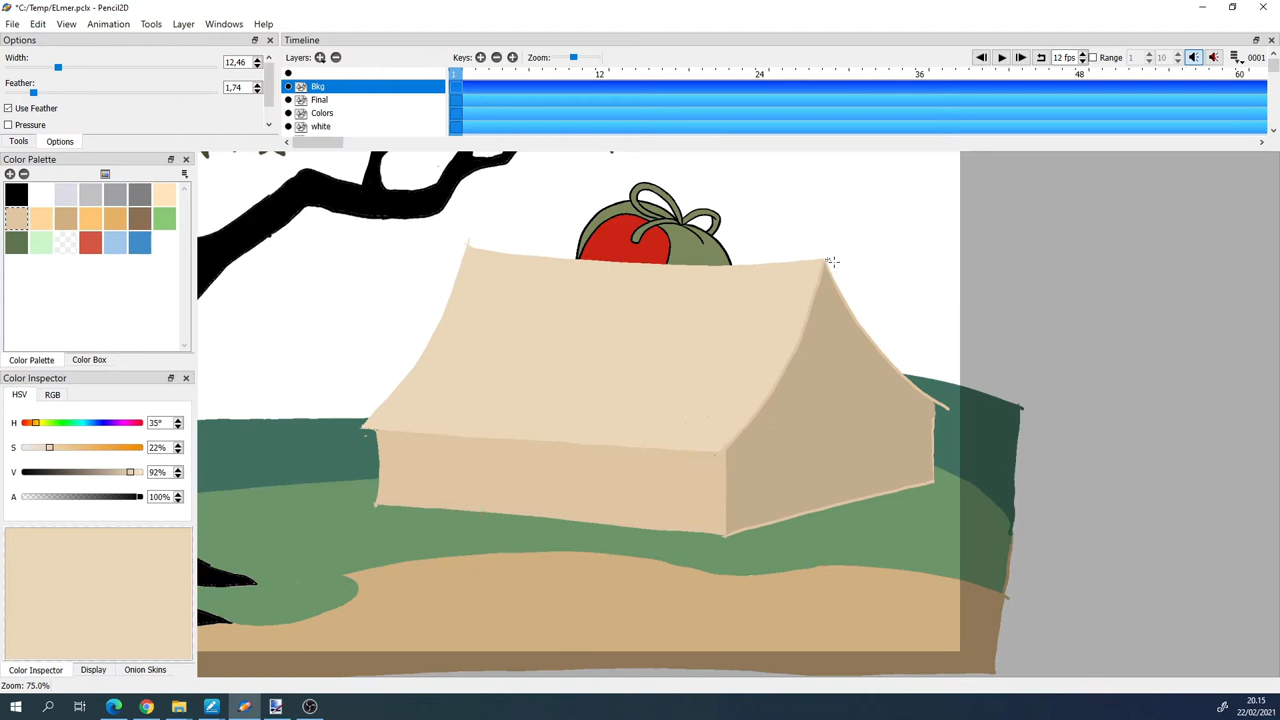 *C:/Temp/ELmer.pclx - Pencil2D
File Edit View Animation Tools Layer Windows Help
Options
Width:
12,46
Feather:
1,74
Use Feather
Pressure
Tools Options
Timeline
Layers: Keys: Zoom: 12 fps Range 1 10 0001
1 12 24 36 48 60
Bkg
Final
Colors
white
Color Palette
Color Palette Color Box
Color Inspector
HSV RGB
H 35°
S 22%
V 92%
A 100%
Color Inspector Display Onion Skins
Zoom: 75.0%
20.15
22/02/2021